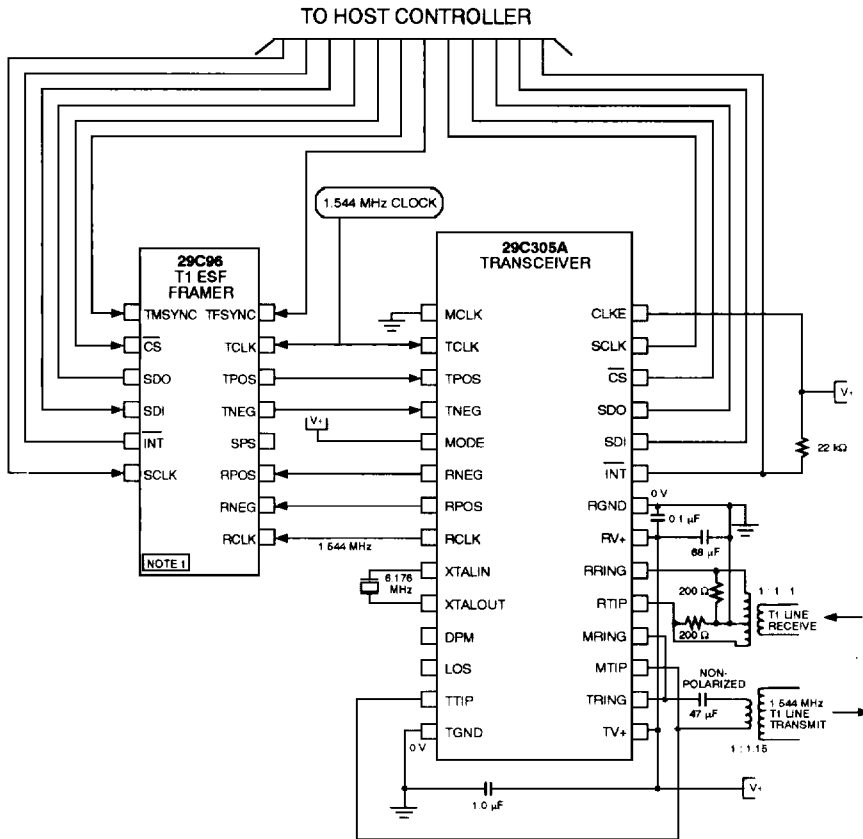 TO HOST CONTROLLER
1.544 MHz CLOCK
29C96
T1 ESF
FRAMER
TMSYNC TFSYNC
CS TCLK
SDO TPOS
SDI TNEG
INT SPS
SCLK RPOS
RNEG
RCLK
NOTE 1
1.544 MHz
V+
6.176
MHz
29C305A
TRANSCEIVER
MCLK CLKE
TCLK SCLK
TPOS CS
TNEG SDO
MODE SDI
RNEG INT
RPOS RGND
RCLK RV+
XTALIN RRING
XTALOUT RTIP
DPM MRING
LOS MTIP
TTIP TRING
TGND TV+
0 V
1.0 µF
V+
22 kΩ
0 V
0 1 µF
68 µF
200 Ω
200 Ω
1 : 1 1
T1 LINE
RECEIVE
NON-
POLARIZED
47 µF
1 544 MHz
T1 LINE
TRANSMIT
1 : 1.15
V+